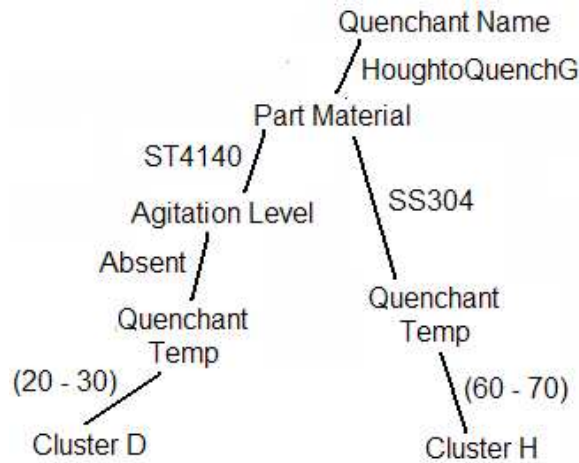 Quenchant Name
HoughtoQuenchG
Part Material
ST4140
SS304
Agitation Level
Absent
Quenchant
Temp
Quenchant
Temp
(20 - 30)
(60 - 70)
Cluster D
Cluster H